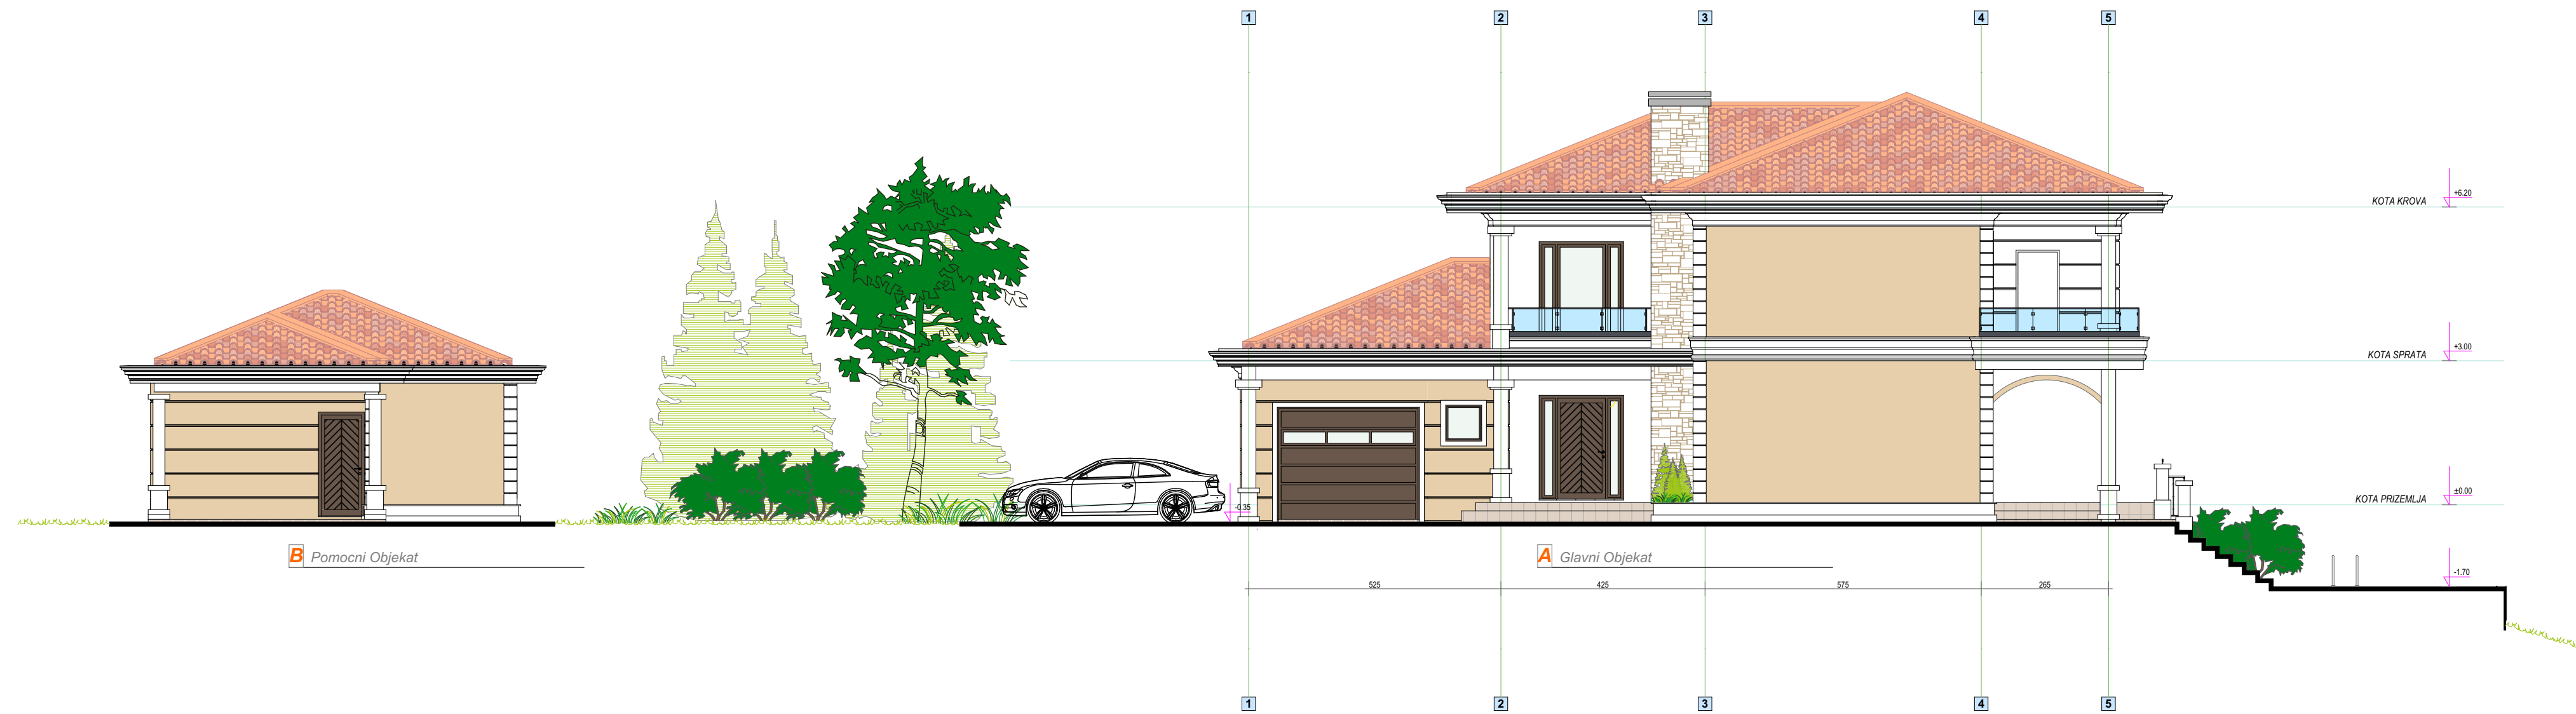 1 2 3 4 5
KOTA KROVA +6.20
KOTA SPRATA +3.00
KOTA PRIZEMLJA ±0.00
-0.35
B Pomocni Objekat
A Glavni Objekat
-1.70
525 425 575 265
1 2 3 4 5